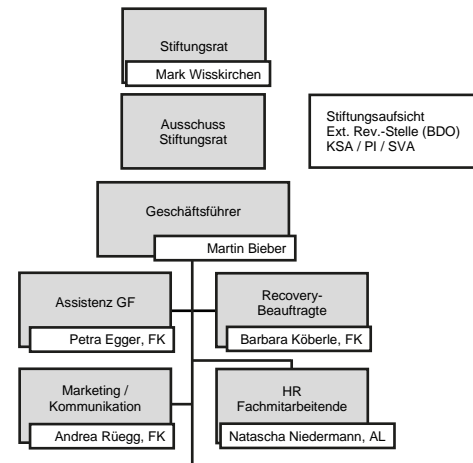 Stiftungsrat
Mark Wisskirchen
Ausschuss
Stiftungsrat
Stiftungsaufsicht
Ext. Rev.-Stelle (BDO)
KSA / PI / SVA
Geschäftsführer
Martin Bieber
Assistenz GF
Petra Egger, FK
Recovery-
Beauftragte
Barbara Köberle, FK
Marketing /
Kommunikation
Andrea Rüegg, FK
HR
Fachmitarbeitende
Natascha Niedermann, AL